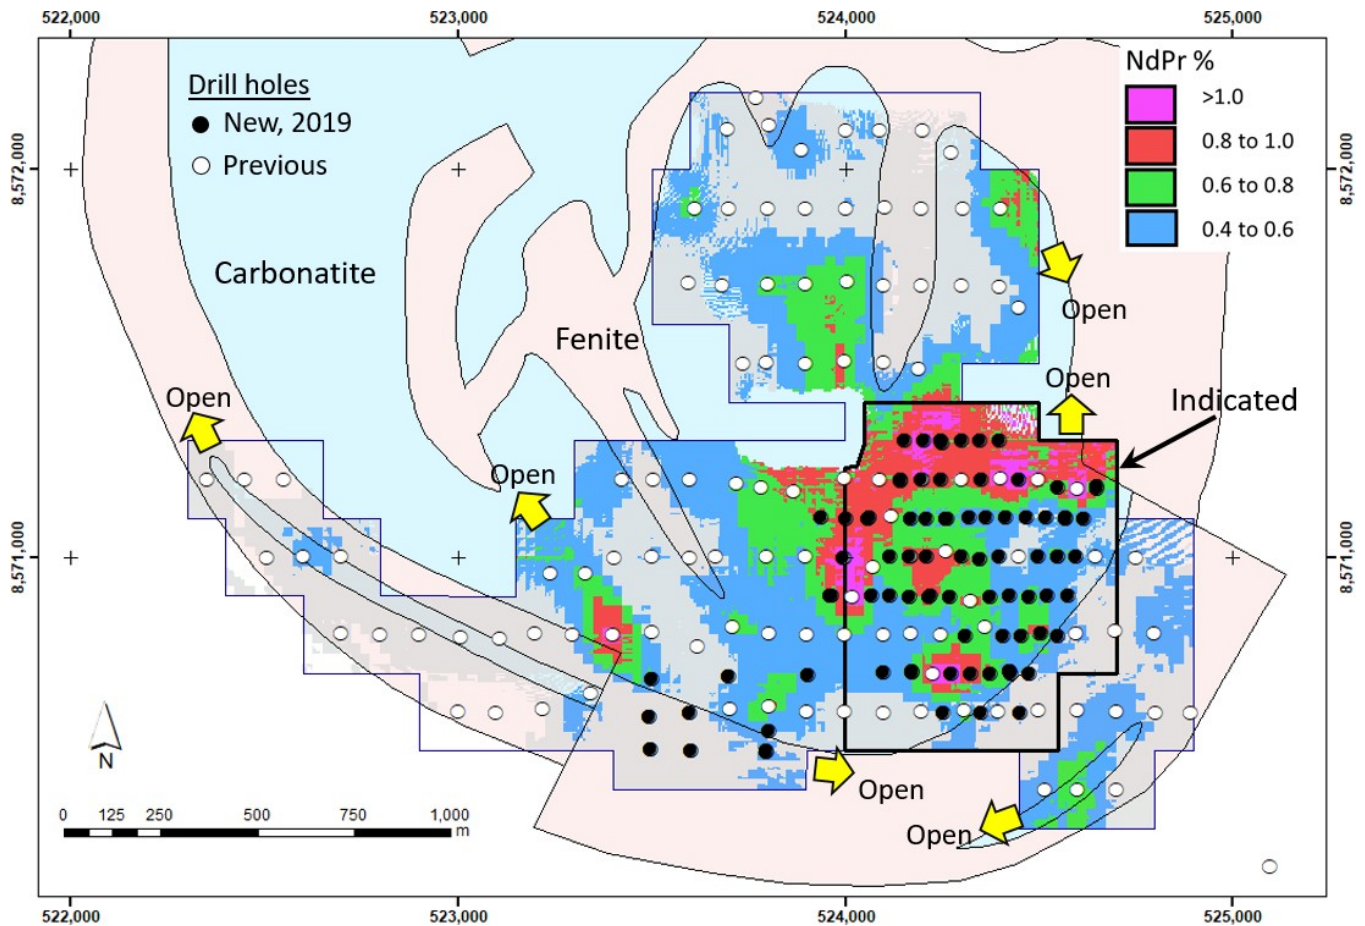 522,000
523,000
524,000
525,000
NdPr %
>1.0
0.8 to 1.0
0.6 to 0.8
0.4 to 0.6
Drill holes
New, 2019
Previous
8,572,000
8,572,000
Carbonatite
Fenite
Open
Open
Open
Indicated
Open
8,571,000
8,571,000
N
Open
Open
0
125
250
500
750
1,000
m
522,000
523,000
524,000
525,000